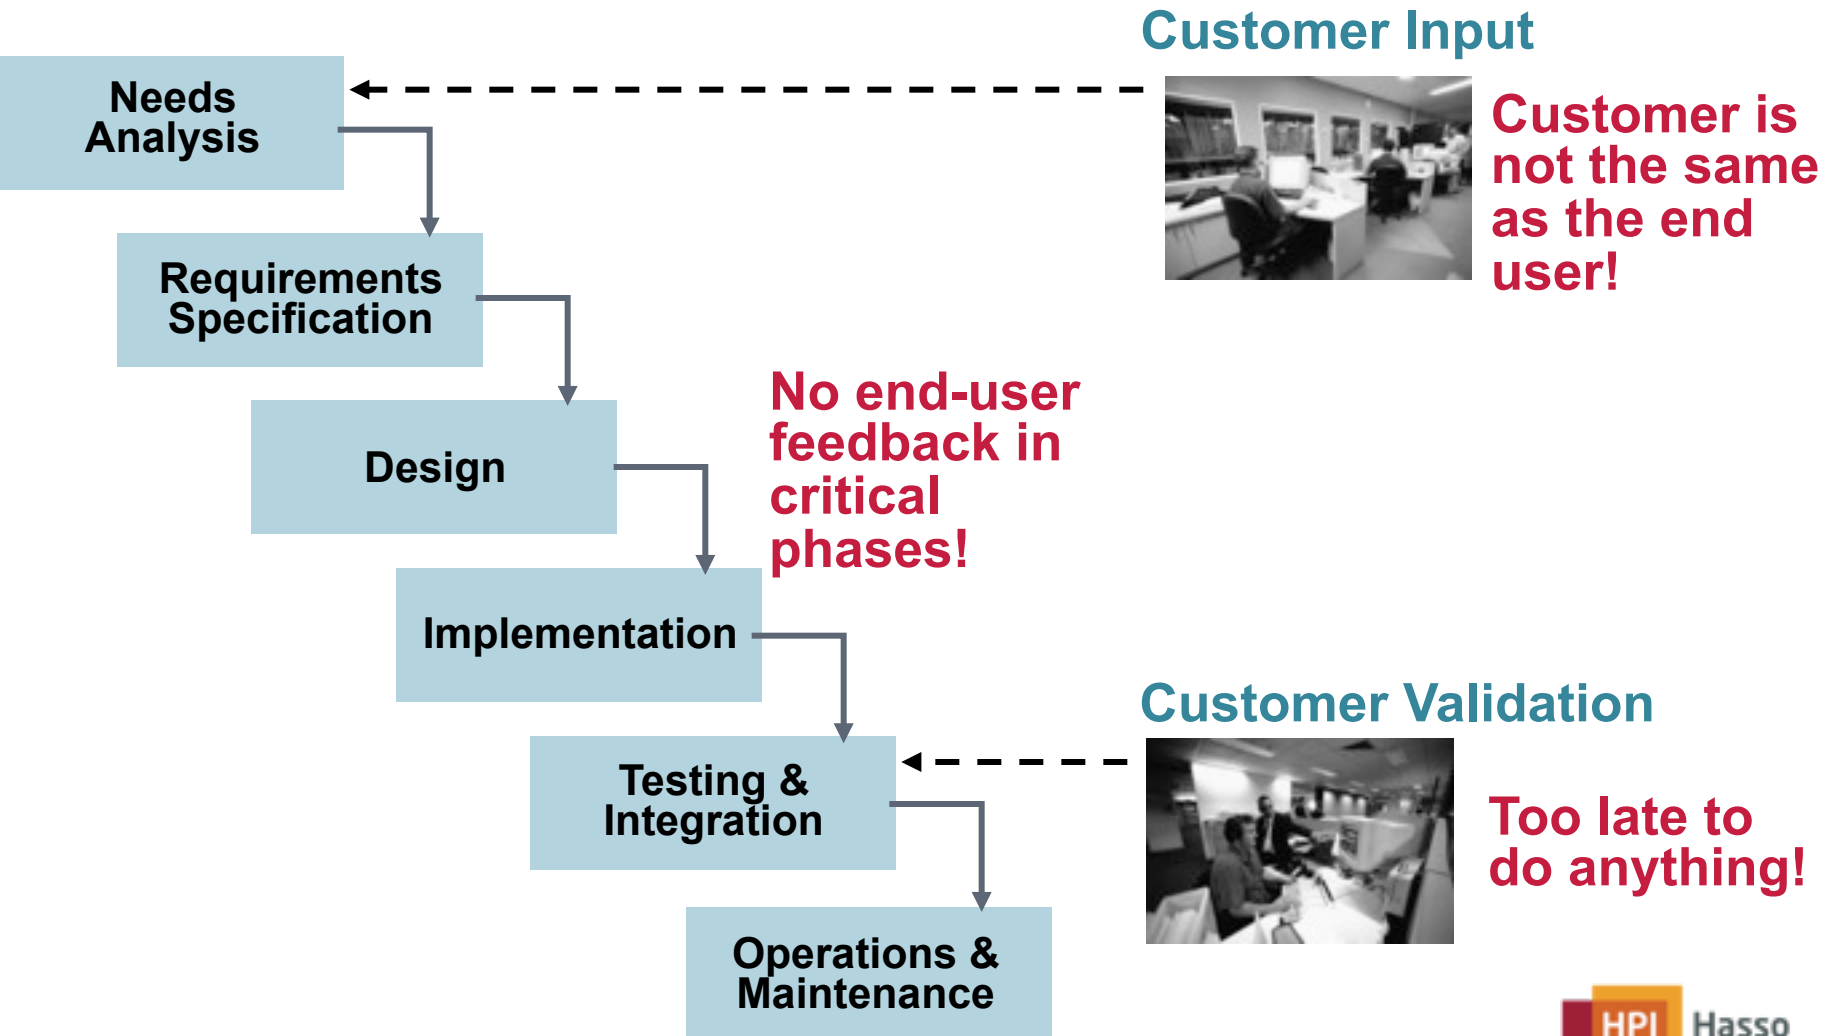 Customer Input
Needs
Analysis
Customer is
not the same
as the end
user!
Requirements
Specification
No end-user
feedback in
critical
phases!
Design
Implementation
Customer Validation
Testing &
Integration
Too late to
do anything!
Operations &
Maintenance
HPI
Hasso